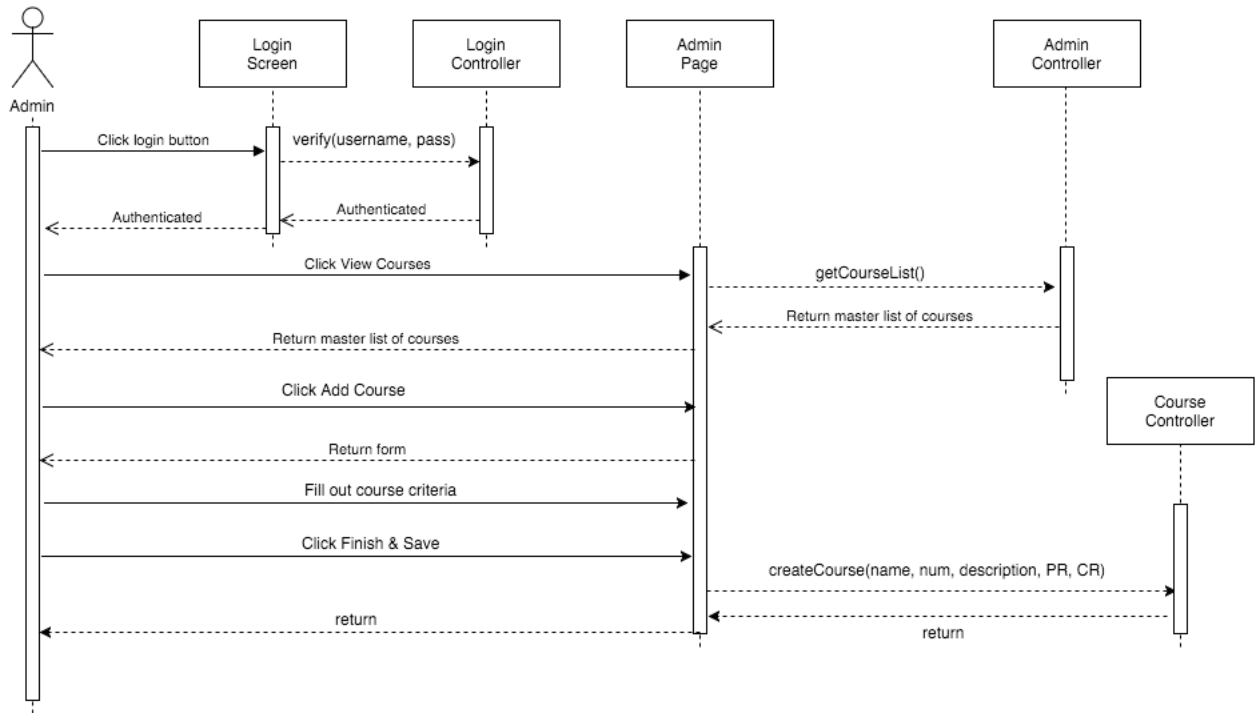 Login
Screen
Login
Controller
Admin
Page
Admin
Controller
Admin
Click login button
verify(username, pass)
Authenticated
Authenticated
Click View Courses
getCourseList()
Return master list of courses
Return master list of courses
Click Add Course
Course
Controller
Return form
Fill out course criteria
Click Finish & Save
createCourse(name, num, description, PR, CR)
return
return